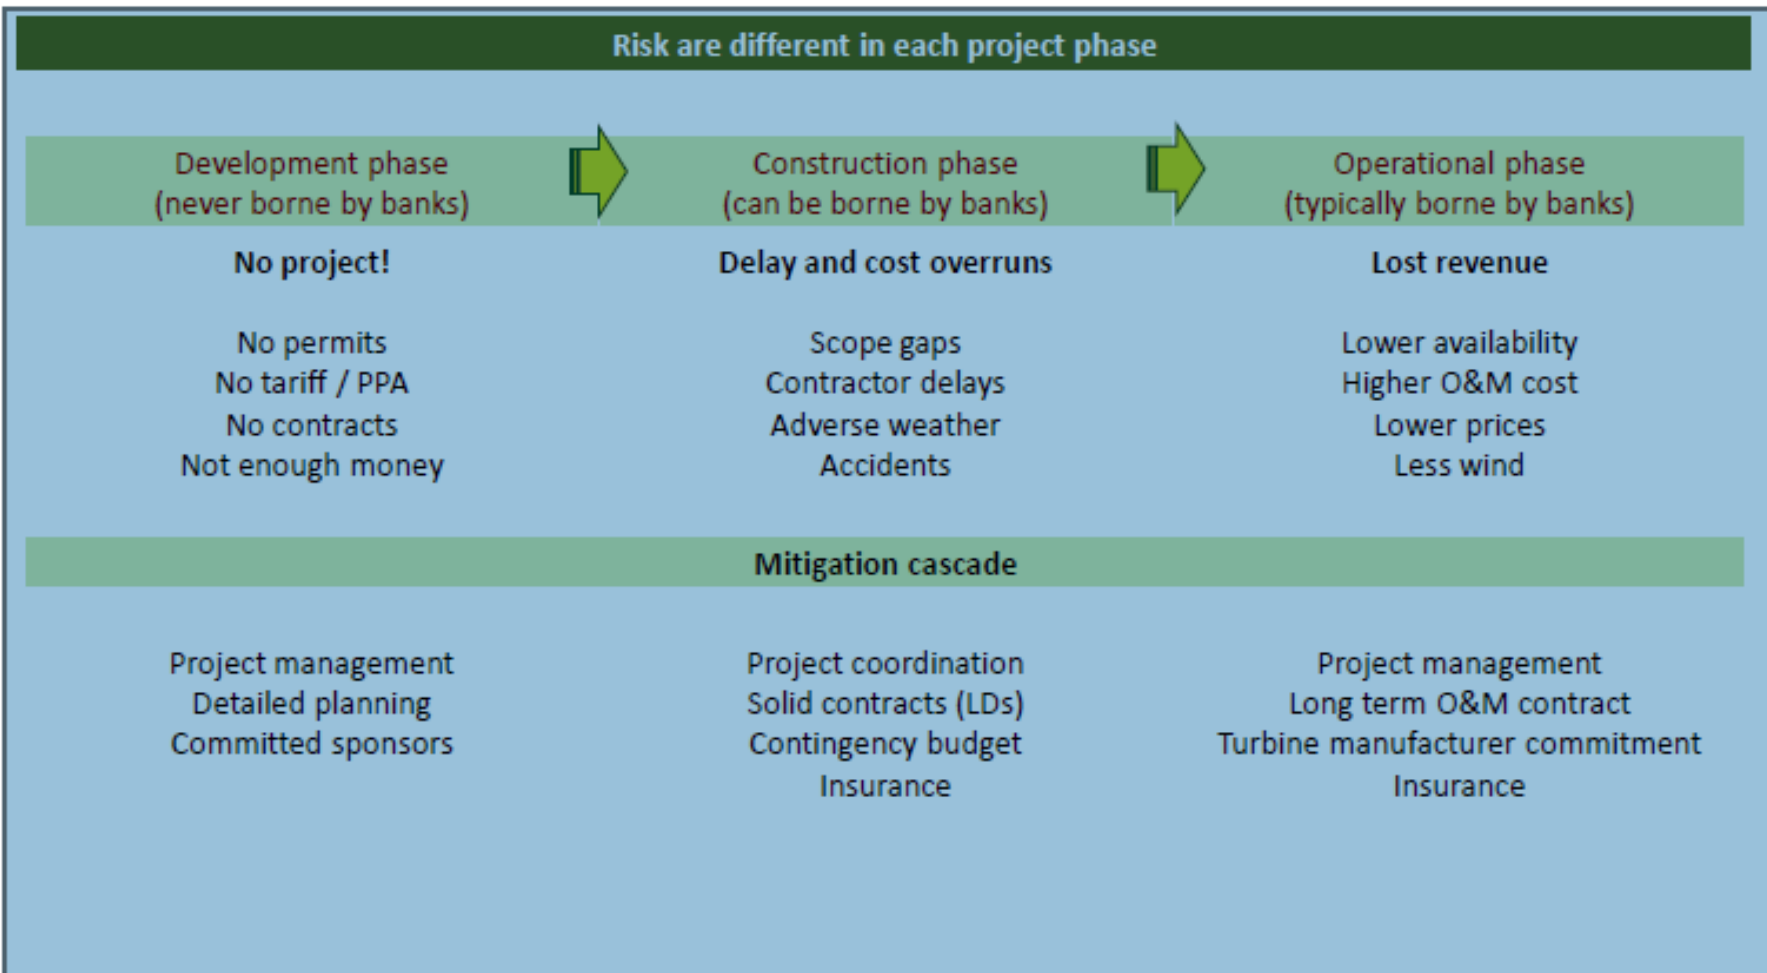 Risk are different in each project phase
Development phase
(never borne by banks)
Construction phase
(can be borne by banks)
Operational phase
(typically borne by banks)
No project!
Delay and cost overruns
Lost revenue
No permits
No tariff / PPA
No contracts
Not enough money
Scope gaps
Contractor delays
Adverse weather
Accidents
Lower availability
Higher O&M cost
Lower prices
Less wind
Mitigation cascade
Project management
Detailed planning
Committed sponsors
Project coordination
Solid contracts (LDs)
Contingency budget
Insurance
Project management
Long term O&M contract
Turbine manufacturer commitment
Insurance